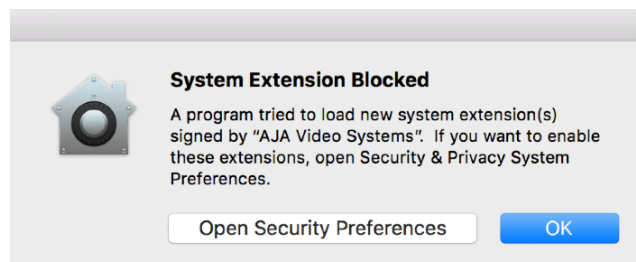 System Extension Blocked
A program tried to load new system extension(s)
signed by “AJA Video Systems”.  If you want to enable
these extensions, open Security & Privacy System
Preferences.
Open Security Preferences
OK